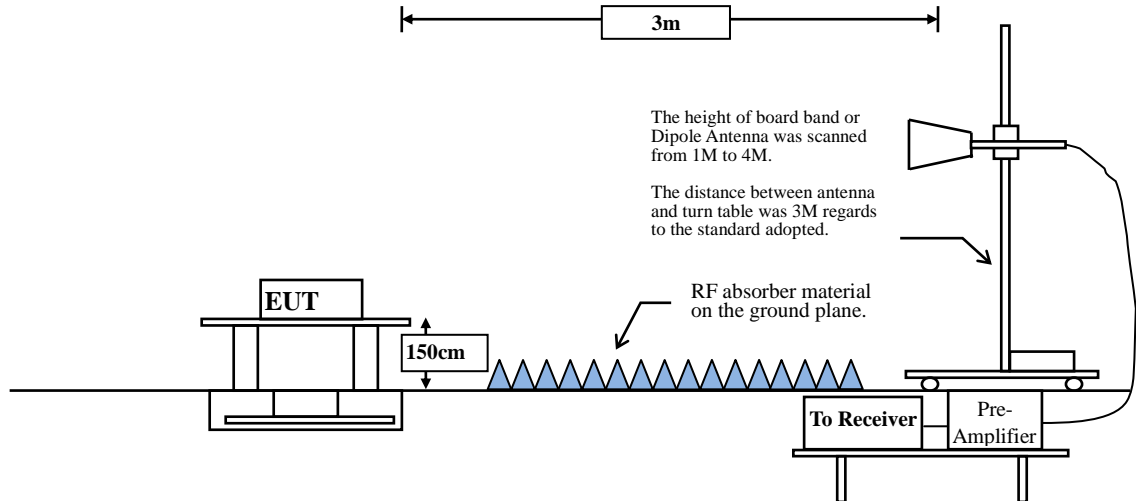 3m
The height of board band or
Dipole Antenna was scanned
from 1M to 4M.
The distance between antenna
and turn table was 3M regards
to the standard adopted.
EUT
RF absorber material
on the ground plane.
150cm
To Receiver
Pre-
Amplifier